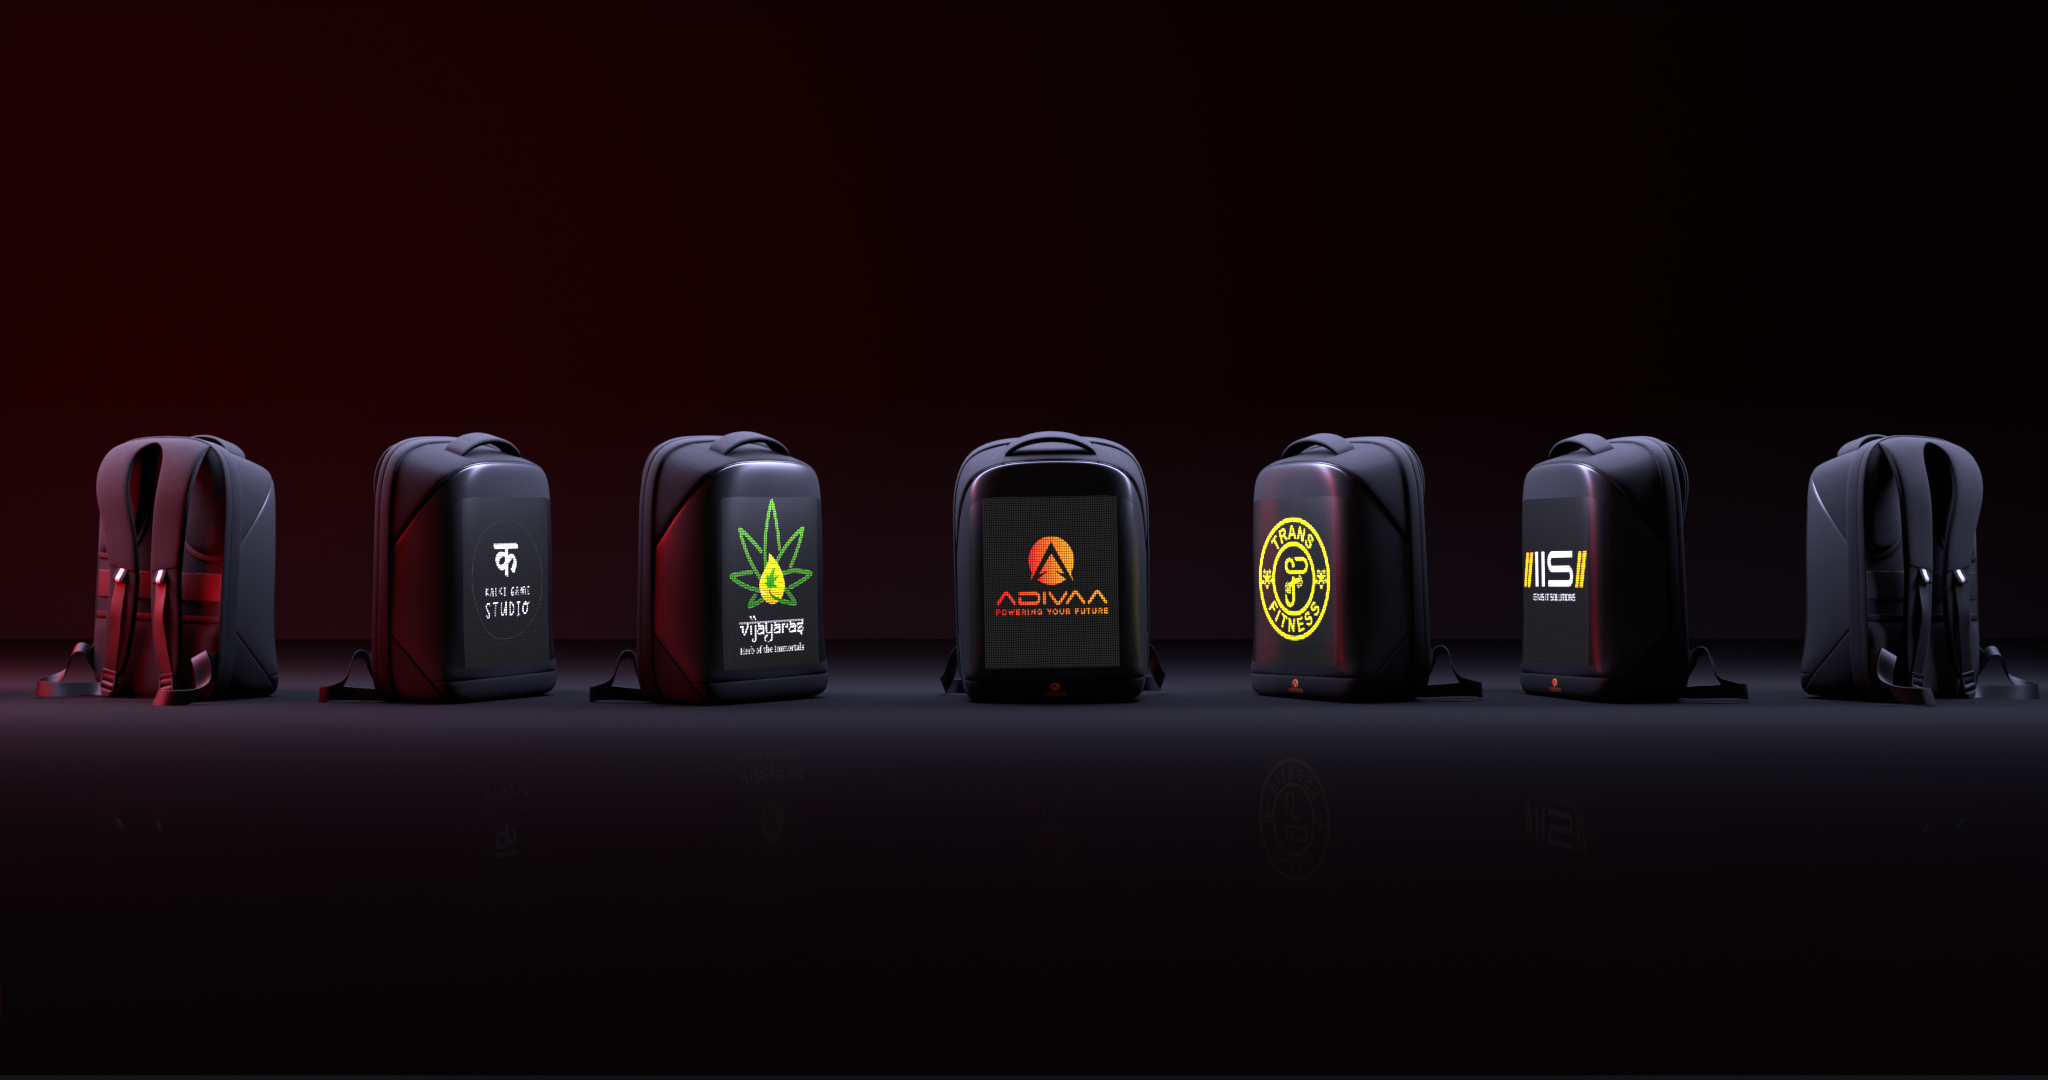 क
KALKI GAME
STUDIO
vijayaras
Herb of the Immortals
ADIVAA
POWERING YOUR FUTURE
TRANS
FITNESS
IIS